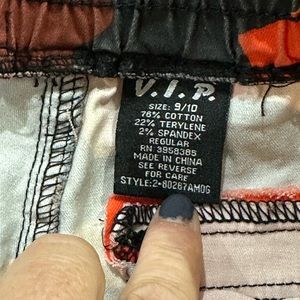 V.I.P.
SIZE: 9/10
76% COTTON
22% TERYLENE
2% SPANDEX
REGULAR
RN 3958385
MADE IN CHINA
SEE REVERSE
FOR CARE
STYLE:2-80267AMOG